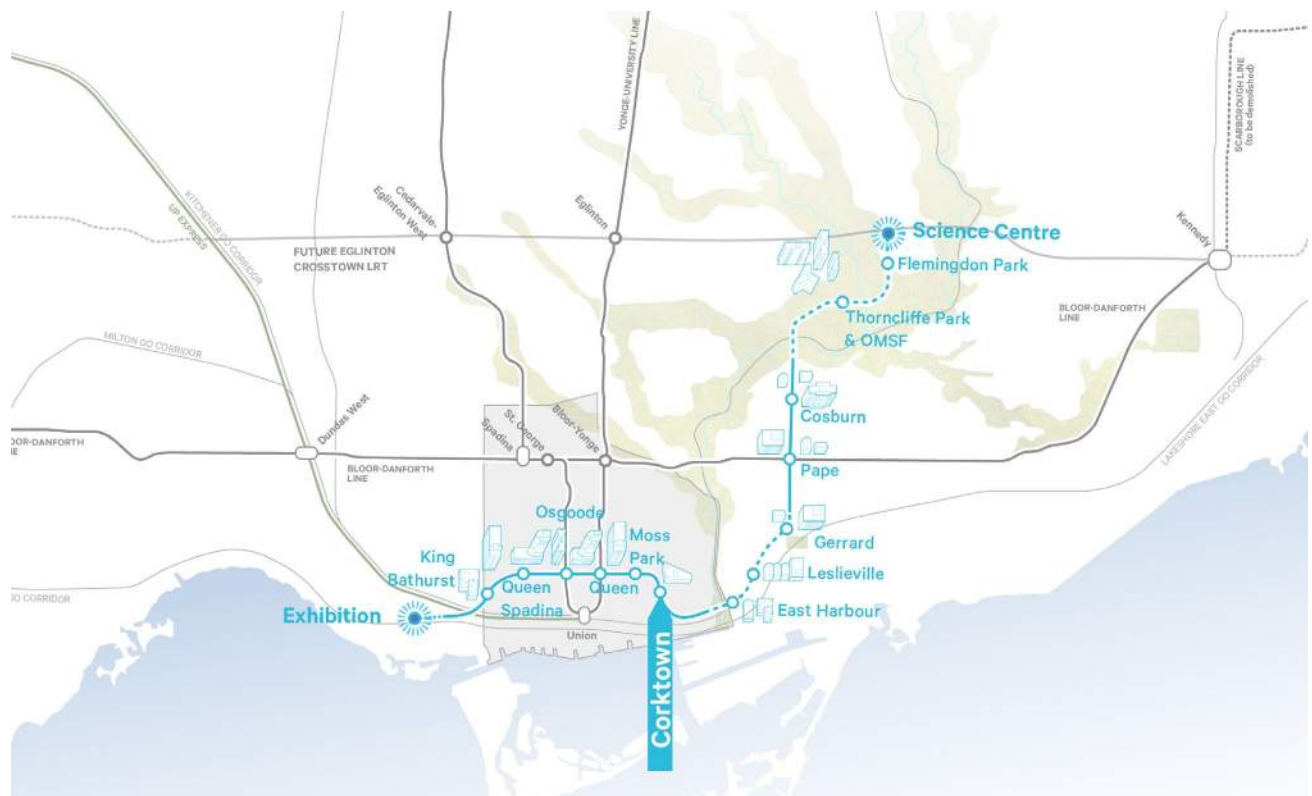 YONGE-UNIVERSITY LINE
SCARBOROUGH LINE
(to be demolished)
KITCHENER GO CORRIDOR
UP EXPRESS
Cedarvale-
Eglinton West
Eglinton
Science Centre
Kennedy
FUTURE EGLINTON
CROSSTOWN LRT
Flemingdon Park
Thorncliffe Park
& OMSF
BLOOR-DANFORTH
LINE
MILTON GO CORRIDOR
LAKESHORE EAST GO CORRIDOR
Cosburn
Dundas West
St. George
Spadina
Bloor-Yonge
OOR-DANFORTH
NE
BLOOR-DANFORTH
LINE
Pape
Osgoode
Moss
Park
Gerrard
King
Bathurst
Queen
Spadina
Queen
Leslieville
GO CORRIDOR
Exhibition
East Harbour
Union
Corktown